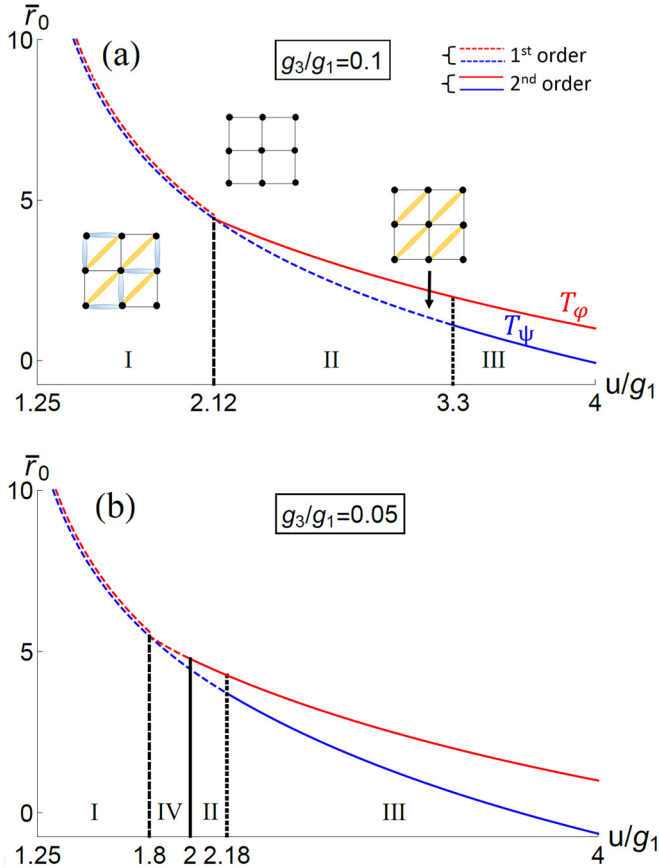 r̄₀
10
(a)
g₃/g₁=0.1
1ˢᵗ order
2ⁿᵈ order
5
T_φ
T_ψ
0
I
II
III
u/g₁
1.25
2.12
3.3
4
r̄₀
10
(b)
g₃/g₁=0.05
5
0
I
IV
II
III
u/g₁
1.25
1.8
2
2.18
4